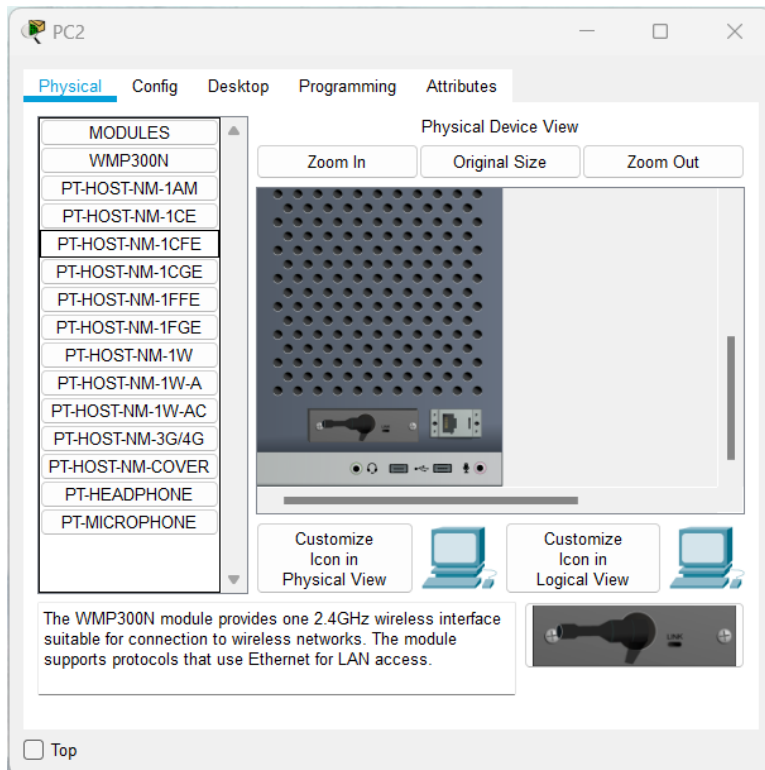 PC2
Physical Config Desktop Programming Attributes
MODULES
WMP300N
PT-HOST-NM-1AM
PT-HOST-NM-1CE
PT-HOST-NM-1CFE
PT-HOST-NM-1CGE
PT-HOST-NM-1FFE
PT-HOST-NM-1FGE
PT-HOST-NM-1W
PT-HOST-NM-1W-A
PT-HOST-NM-1W-AC
PT-HOST-NM-3G/4G
PT-HOST-NM-COVER
PT-HEADPHONE
PT-MICROPHONE
Physical Device View
Zoom In Original Size Zoom Out
Customize
Icon in
Physical View
Customize
Icon in
Logical View
The WMP300N module provides one 2.4GHz wireless interface
suitable for connection to wireless networks. The module
supports protocols that use Ethernet for LAN access.
LINK
Top